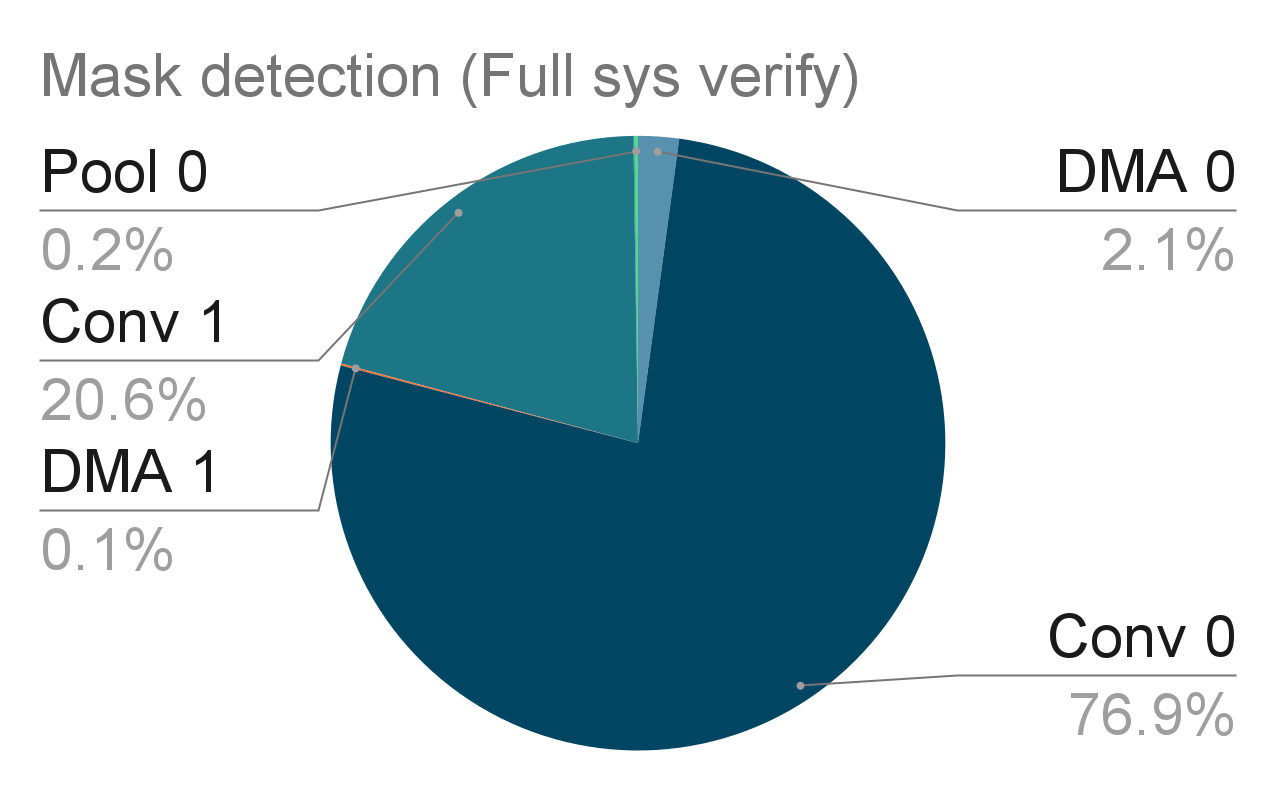 Mask detection (Full sys verify)
Pool 0
0.2%
Conv 1
20.6%
DMA 1
0.1%
DMA 0
2.1%
Conv 0
76.9%